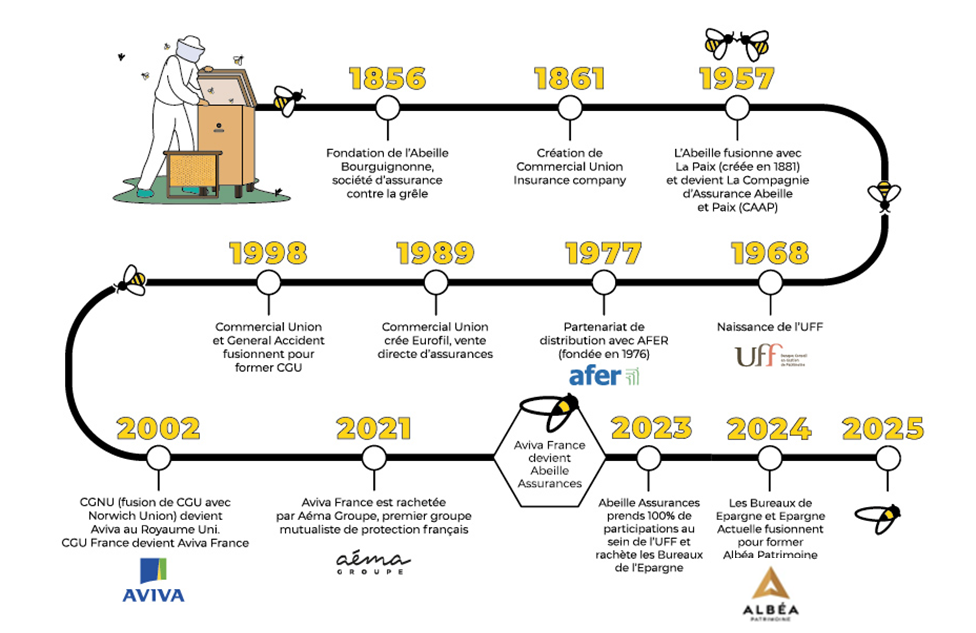 1856
Fondation de l'Abeille
Bourguignonne,
société d'assurance
contre la grêle
1861
Création de
Commercial Union
Insurance company
1957
L'Abeille fusionne avec
La Paix (créée en 1881)
et devient La Compagnie
d'Assurance Abeille
et Paix (CAAP)
1998
Commercial Union
et General Accident
fusionnent pour
former CGU
1989
Commercial Union
crée Eurofil, vente
directe d'assurances
1977
Partenariat de
distribution avec AFER
(fondée en 1976)
afer
1968
Naissance de l'UFF
Uff
Banque Conseil
en Gestion
de Patrimoine
2002
CGNU (fusion de CGU avec
Norwich Union) devient
Aviva au Royaume Uni.
CGU France devient Aviva France
AVIVA
2021
Aviva France est rachetée
par Aéma Groupe, premier groupe
mutualiste de protection français
aéma
GROUPE
Aviva France
devient
Abeille
Assurances
2023
Abeille Assurances
prends 100% de
participations au
sein de l'UFF et
rachète les Bureaux
de l'Epargne
2024
Les Bureaux de
Epargne et Epargne
Actuelle fusionnent
pour former
Albéa Patrimoine
ALBÉA
PATRIMOINE
2025